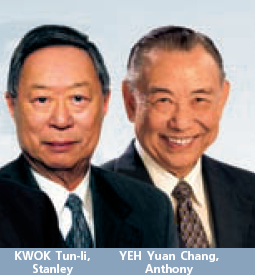 KWOK Tun-li,
Stanley
YEH Yuan Chang,
Anthony